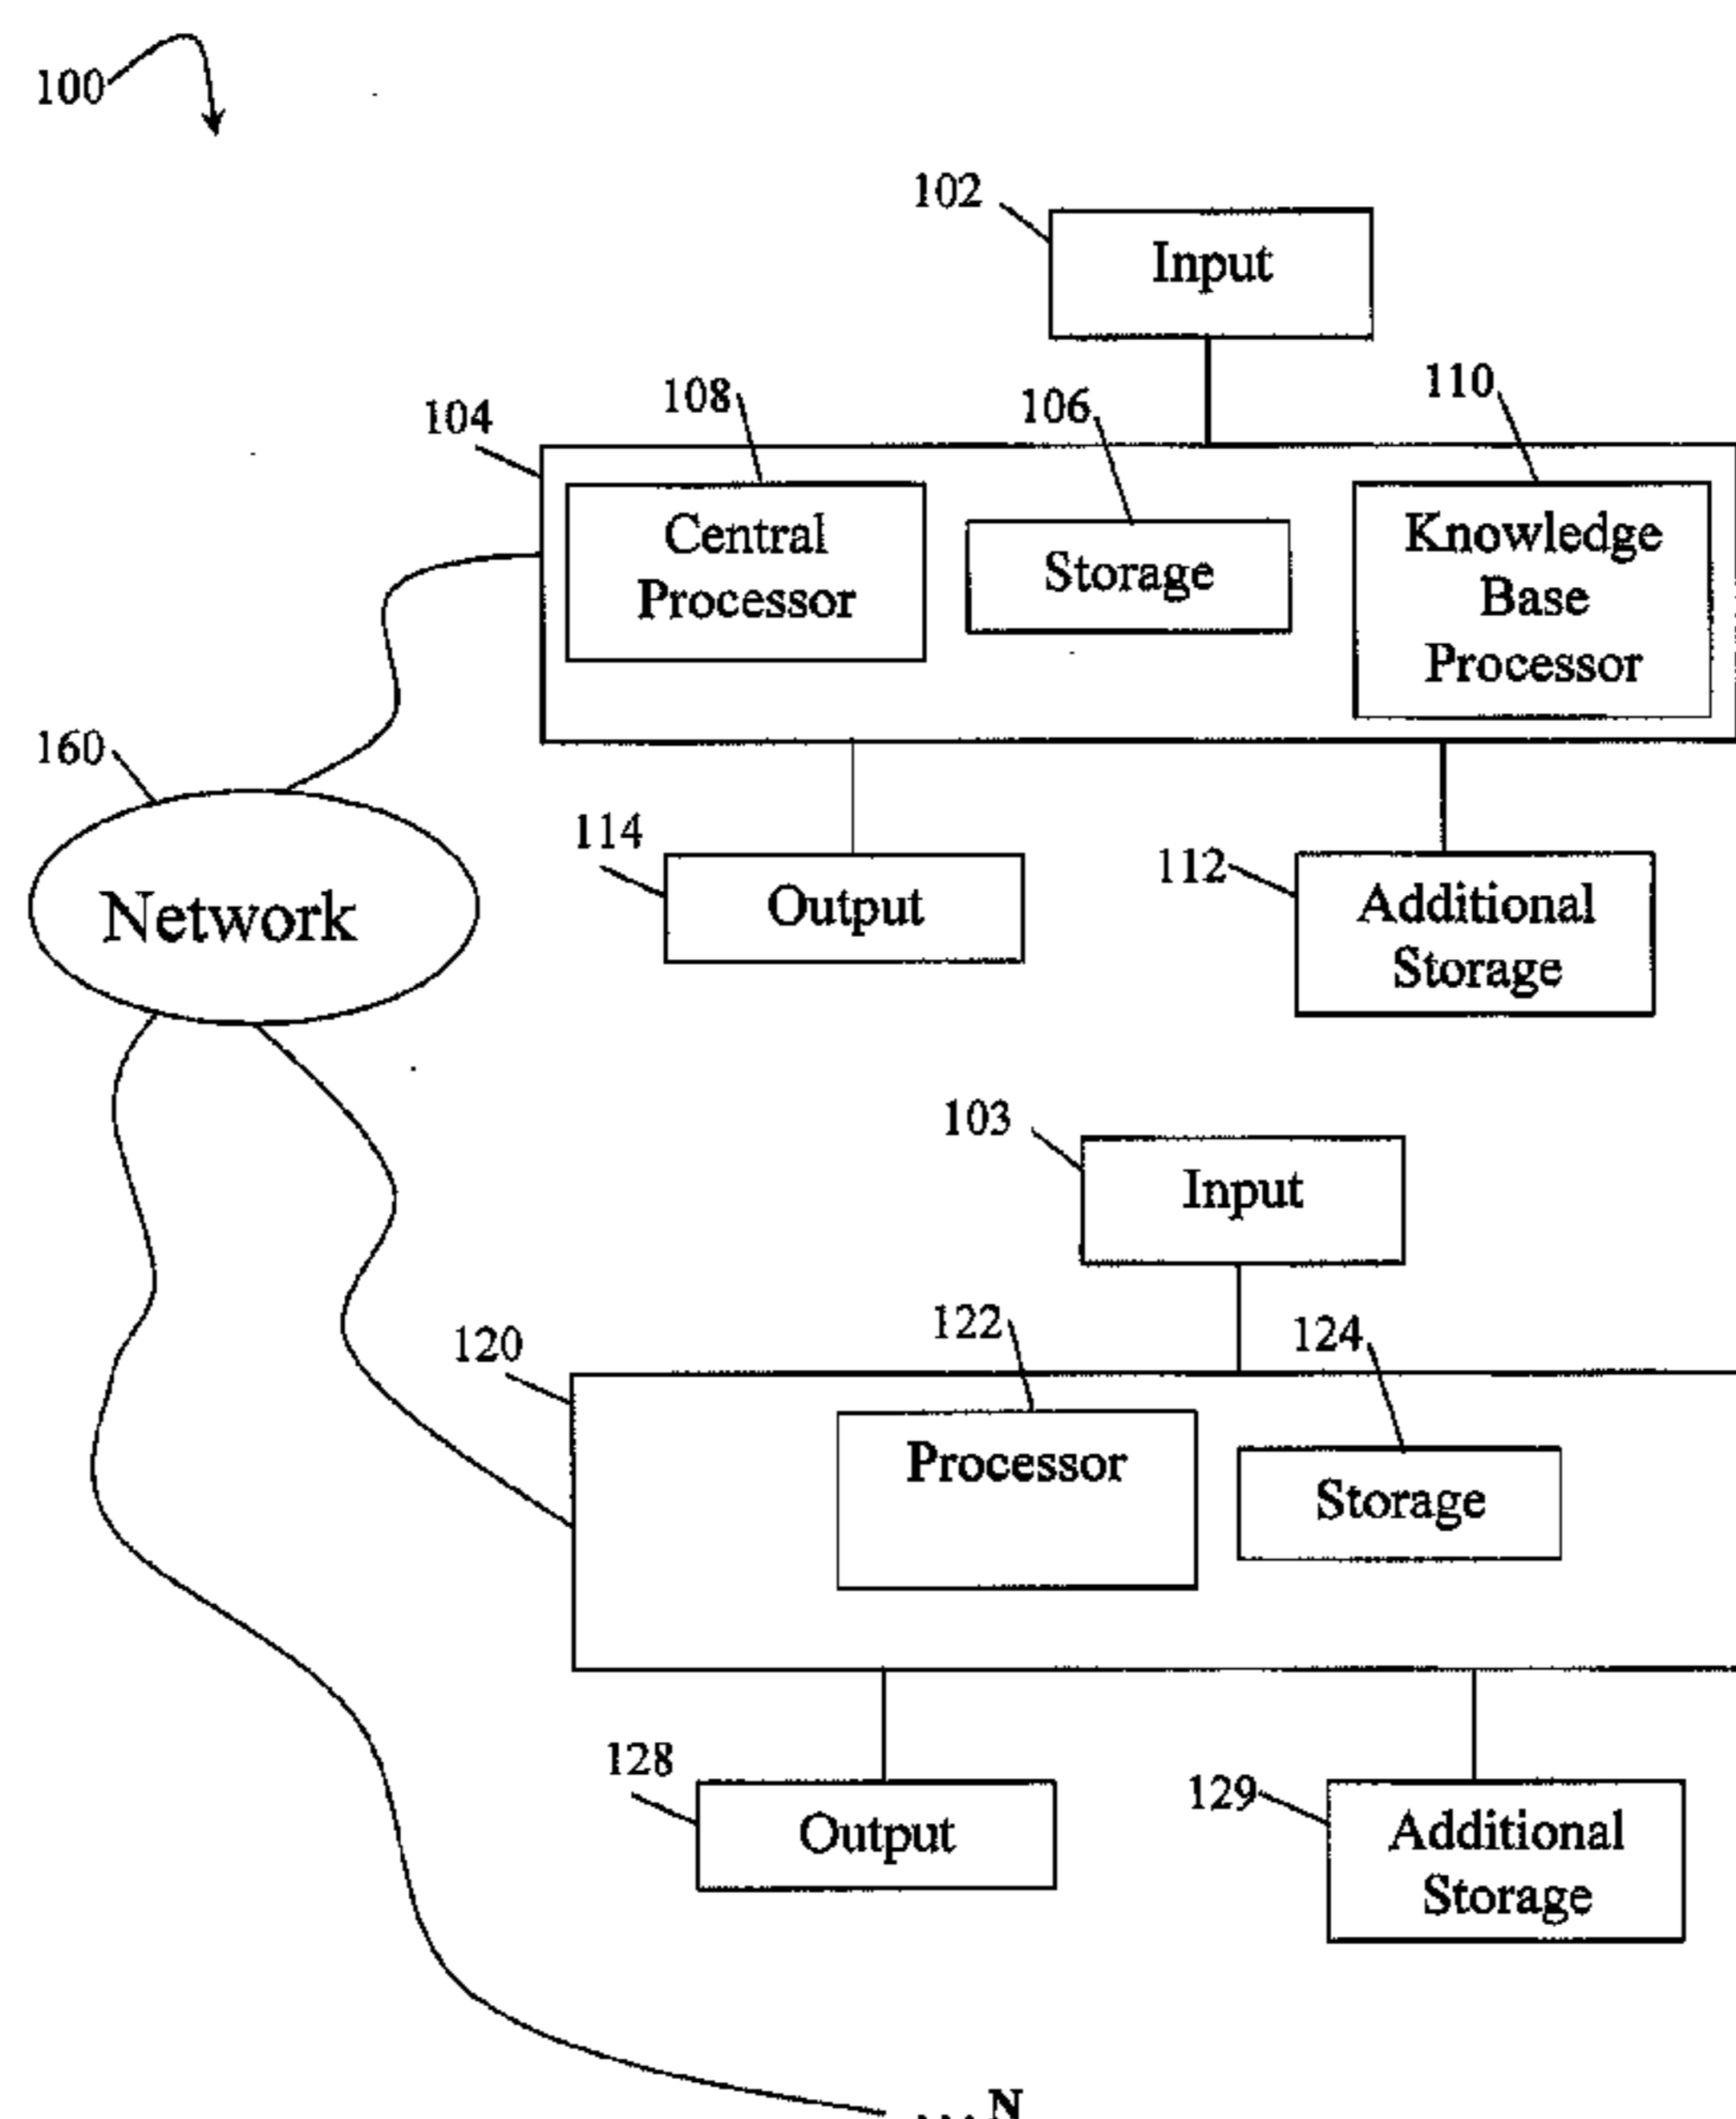 100
102
Input
104
108
106
110
Central
Processor
Storage
Knowledge
Base
Processor
160
Network
114
Output
112
Additional
Storage
103
Input
120
122
124
Processor
Storage
128
Output
129
Additional
Storage
...N